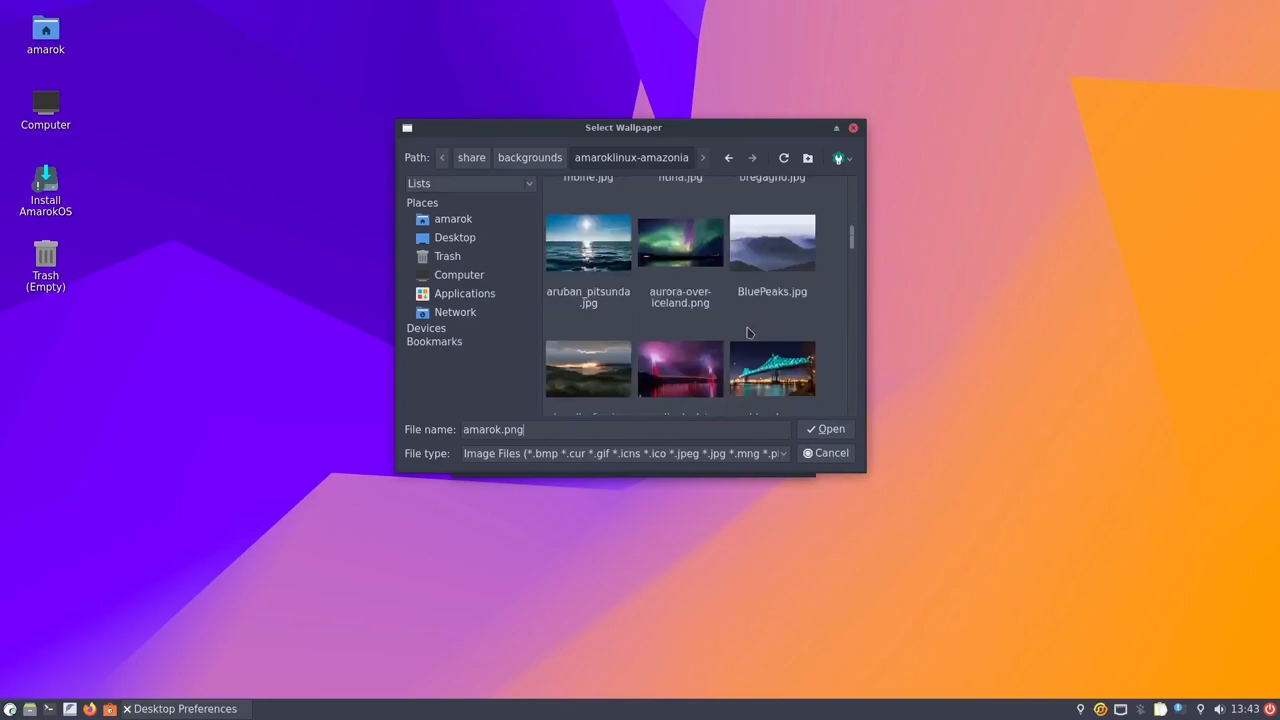 amarok
Computer
Install
AmarokOS
Trash
(Empty)
Select Wallpaper
Path:
share
backgrounds
amaroklinux-amazonia
Lists
Places
amarok
Desktop
Trash
Computer
Applications
Network
Devices
Bookmarks
aruban_pitsunda
.jpg
aurora-over-
iceland.png
BluePeaks.jpg
File name:
amarok.png
Open
File type:
Image Files (*.bmp *.cur *.gif *.icns *.ico *.jpeg *.jpg *.mng
Cancel
Desktop Preferences
13:43